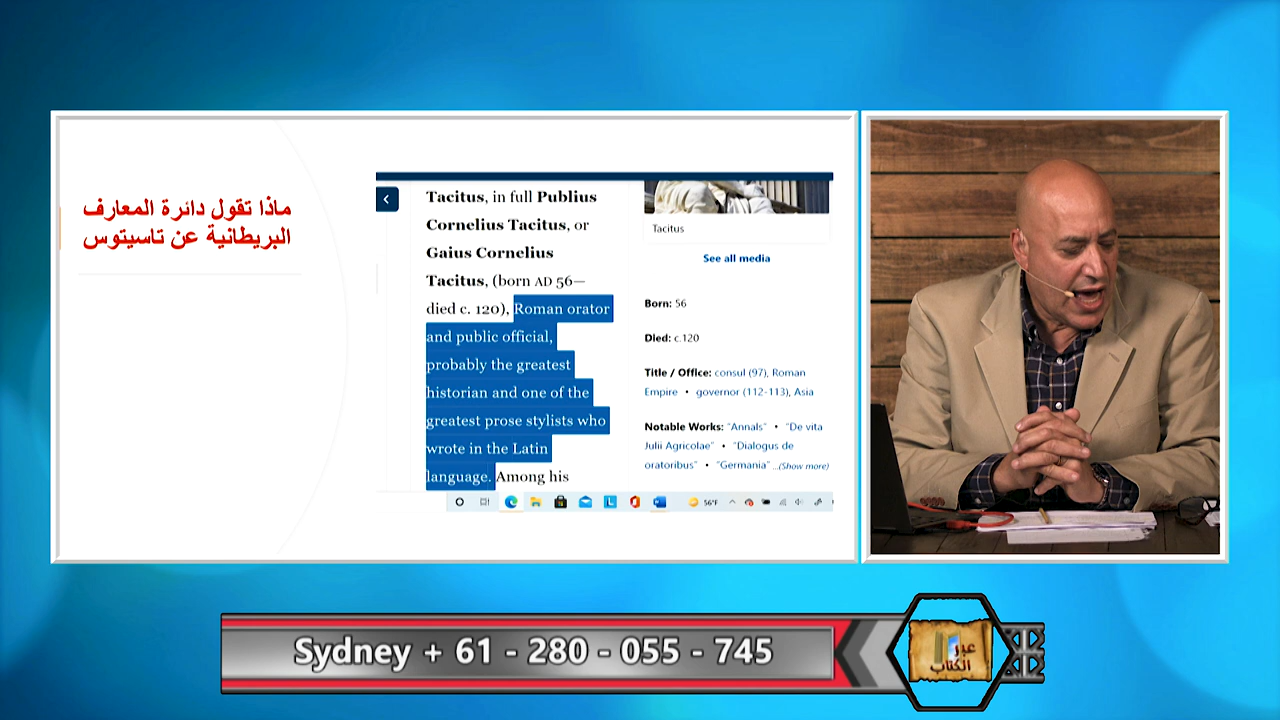 ماذا تقول دائرة المعارف
البريطانية عن تاسيتوس
Tacitus, in full Publius
Cornelius Tacitus, or
Gaius Cornelius
Tacitus, (born AD 56—
died c. 120), Roman orator
and public official,
probably the greatest
historian and one of the
greatest prose stylists who
wrote in the Latin
language. Among his
Tacitus
See all media
Born: 56
Died: c.120
Title / Office: consul (97), Roman
Empire • governor (112-113), Asia
Notable Works: “Annals” • “De vita
Julii Agricolae” • “Dialogus de
oratoribus” • “Germania” ...(Show more)
56°F
Sydney + 61 - 280 - 055 - 745
عبر
الكتاب